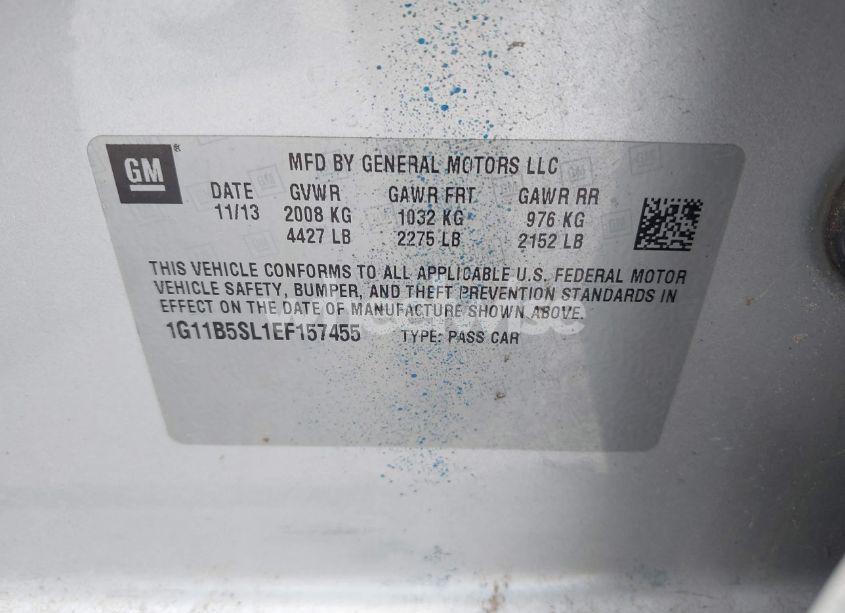 GM
MFD BY GENERAL MOTORS LLC
DATE GVWR GAWR FRT GAWR RR
11/13 2008 KG 1032 KG 976 KG
4427 LB 2275 LB 2152 LB
THIS VEHICLE CONFORMS TO ALL APPLICABLE U.S. FEDERAL MOTOR
VEHICLE SAFETY, BUMPER, AND THEFT PREVENTION STANDARDS IN
EFFECT ON THE DATE OF MANUFACTURE SHOWN ABOVE.
1G11B5SL1EF157455 TYPE: PASS CAR